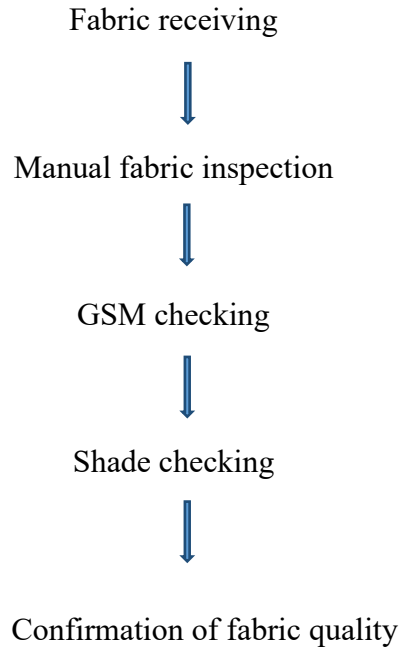 Fabric receiving
Manual fabric inspection
GSM checking
Shade checking
Confirmation of fabric quality